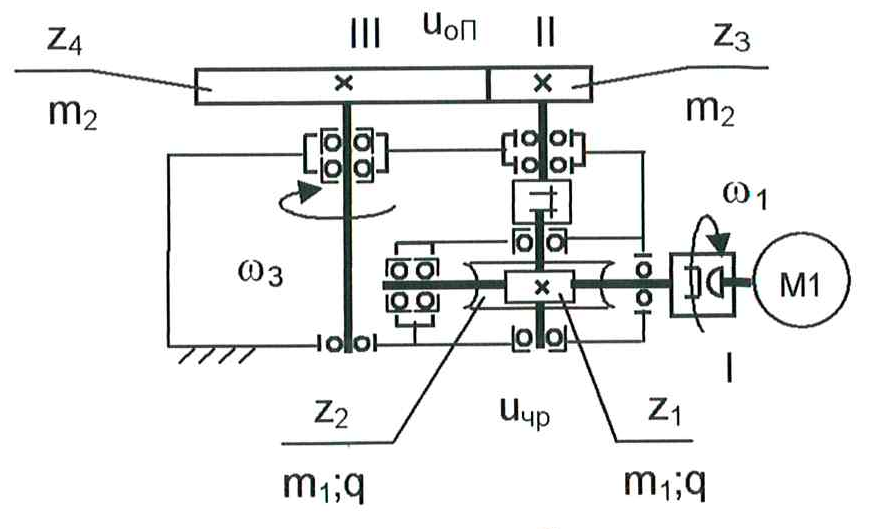 z₄
III
uоП
II
z₃
m₂
m₂
ω₁
ω₃
M1
I
z₂
uчр
z₁
m₁;q
m₁;q